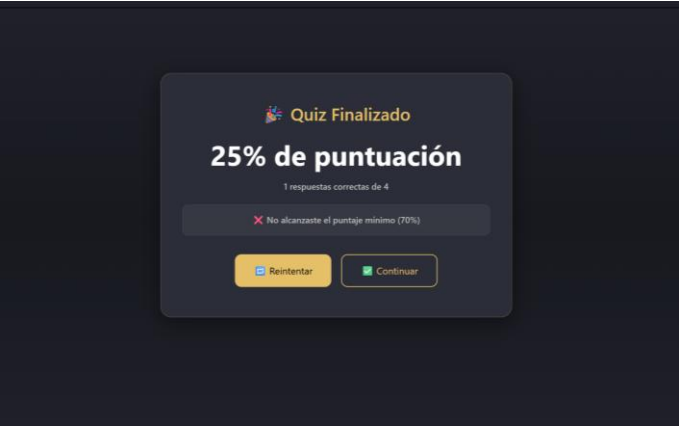 🎉 Quiz Finalizado
25% de puntuación
1 respuestas correctas de 4
❌ No alcanzaste el puntaje mínimo (70%)
🔁 Reintentar
✅ Continuar